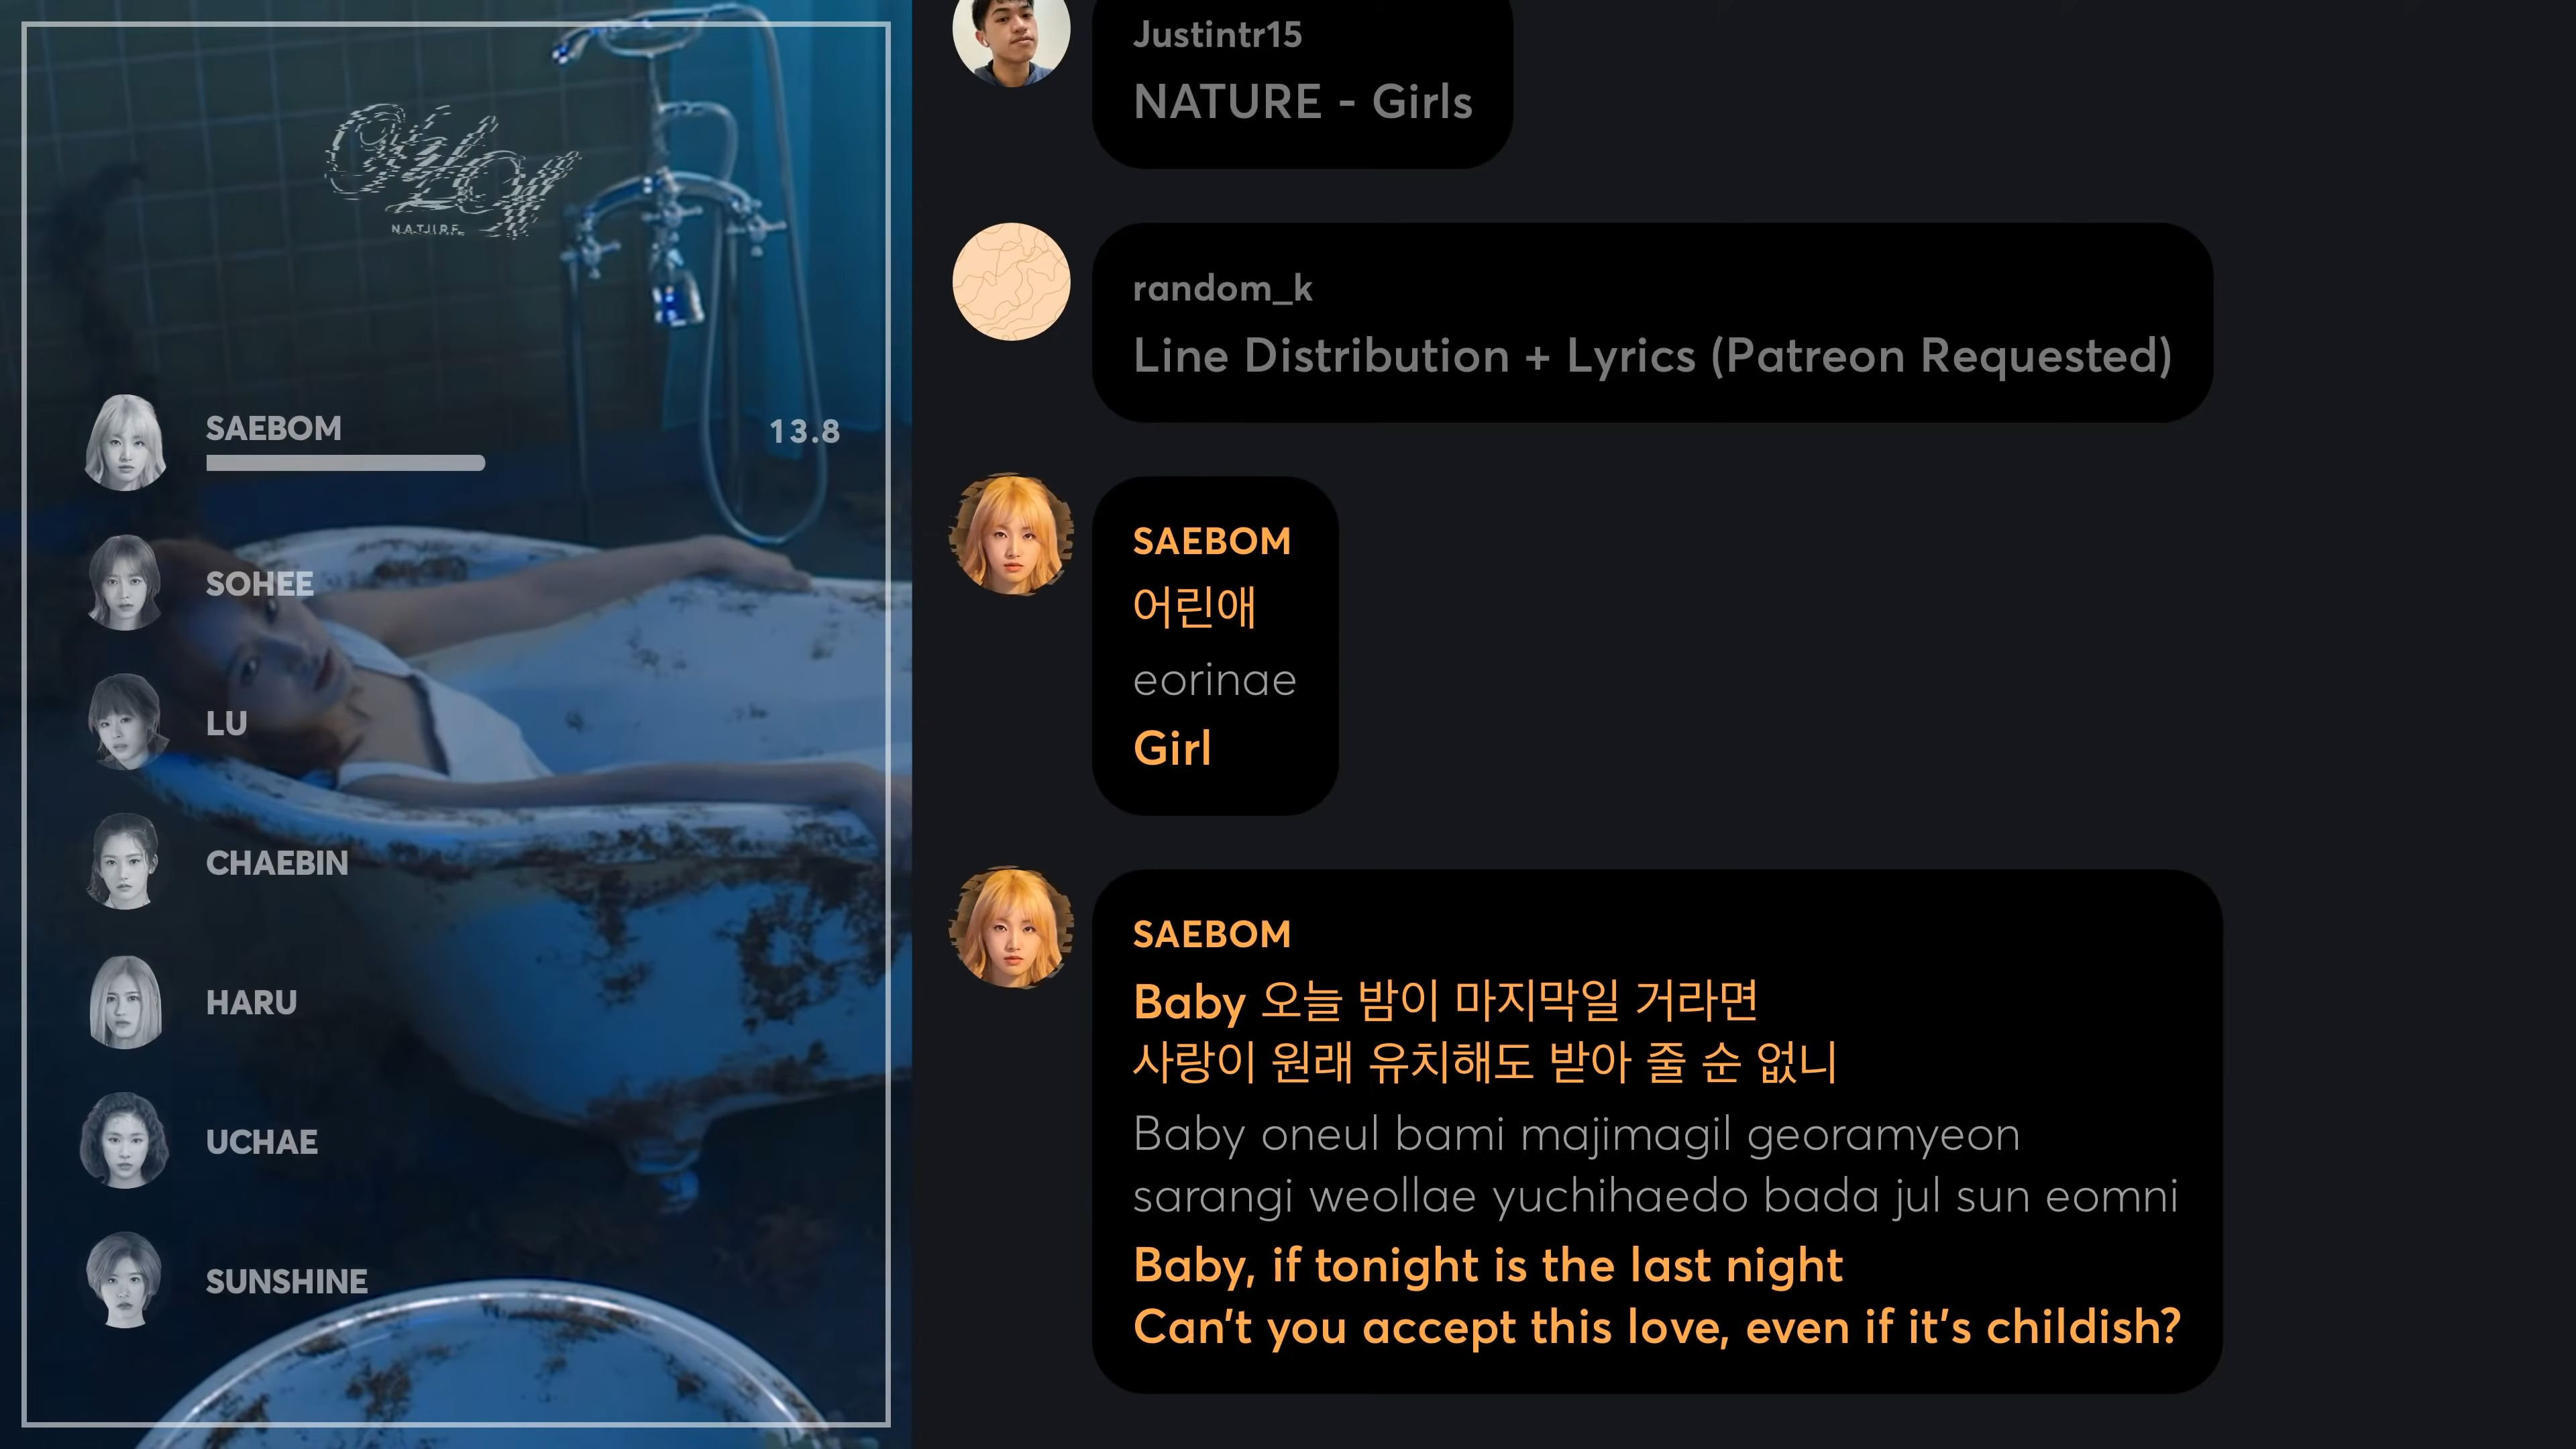 Girls
NATURE
SAEBOM
13.8
SOHEE
LU
CHAEBIN
HARU
UCHAE
SUNSHINE
Justintr15
NATURE - Girls
random_k
Line Distribution + Lyrics (Patreon Requested)
SAEBOM
어린애
eorinae
Girl
SAEBOM
Baby 오늘 밤이 마지막일 거라면
사랑이 원래 유치해도 받아 줄 순 없니
Baby oneul bami majimagil georamyeon
sarangi weollae yuchihaedo bada jul sun eomni
Baby, if tonight is the last night
Can't you accept this love, even if it's childish?